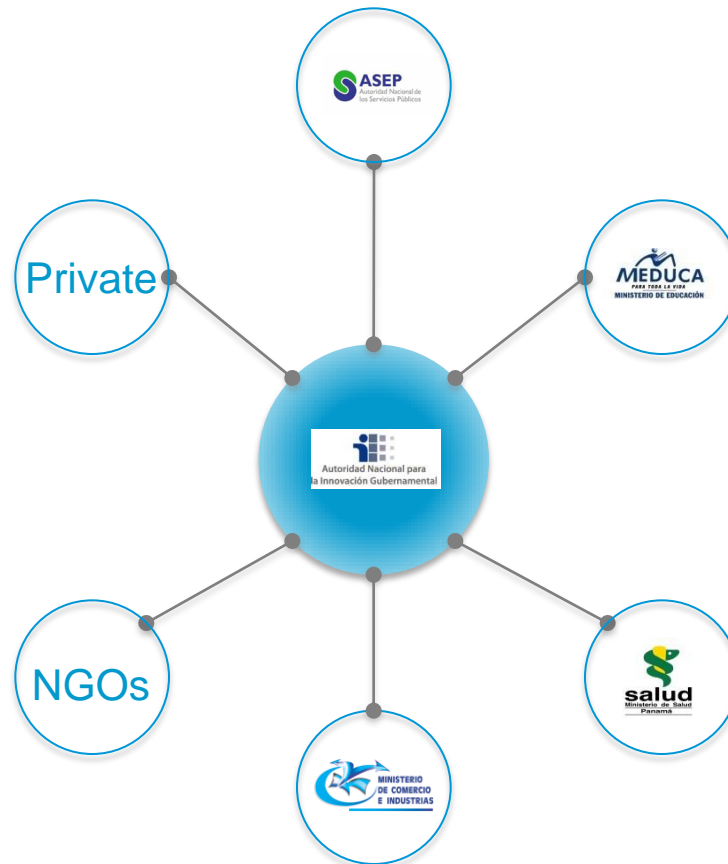 ASEP
Autoridad Nacional de
los Servicios Públicos
Private
MEDUCA
PARA TODA LA VIDA
MINISTERIO DE EDUCACIÓN
Autoridad Nacional para
la Innovación Gubernamental
NGOs
salud
Ministerio de Salud
Panamá
MINISTERIO
DE COMERCIO
E INDUSTRIAS